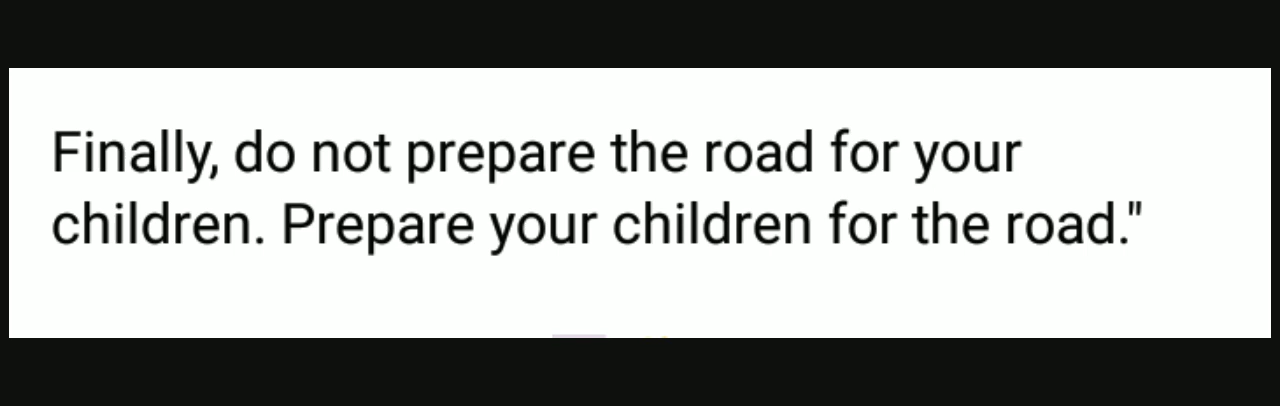 Finally, do not prepare the road for your
children. Prepare your children for the road."